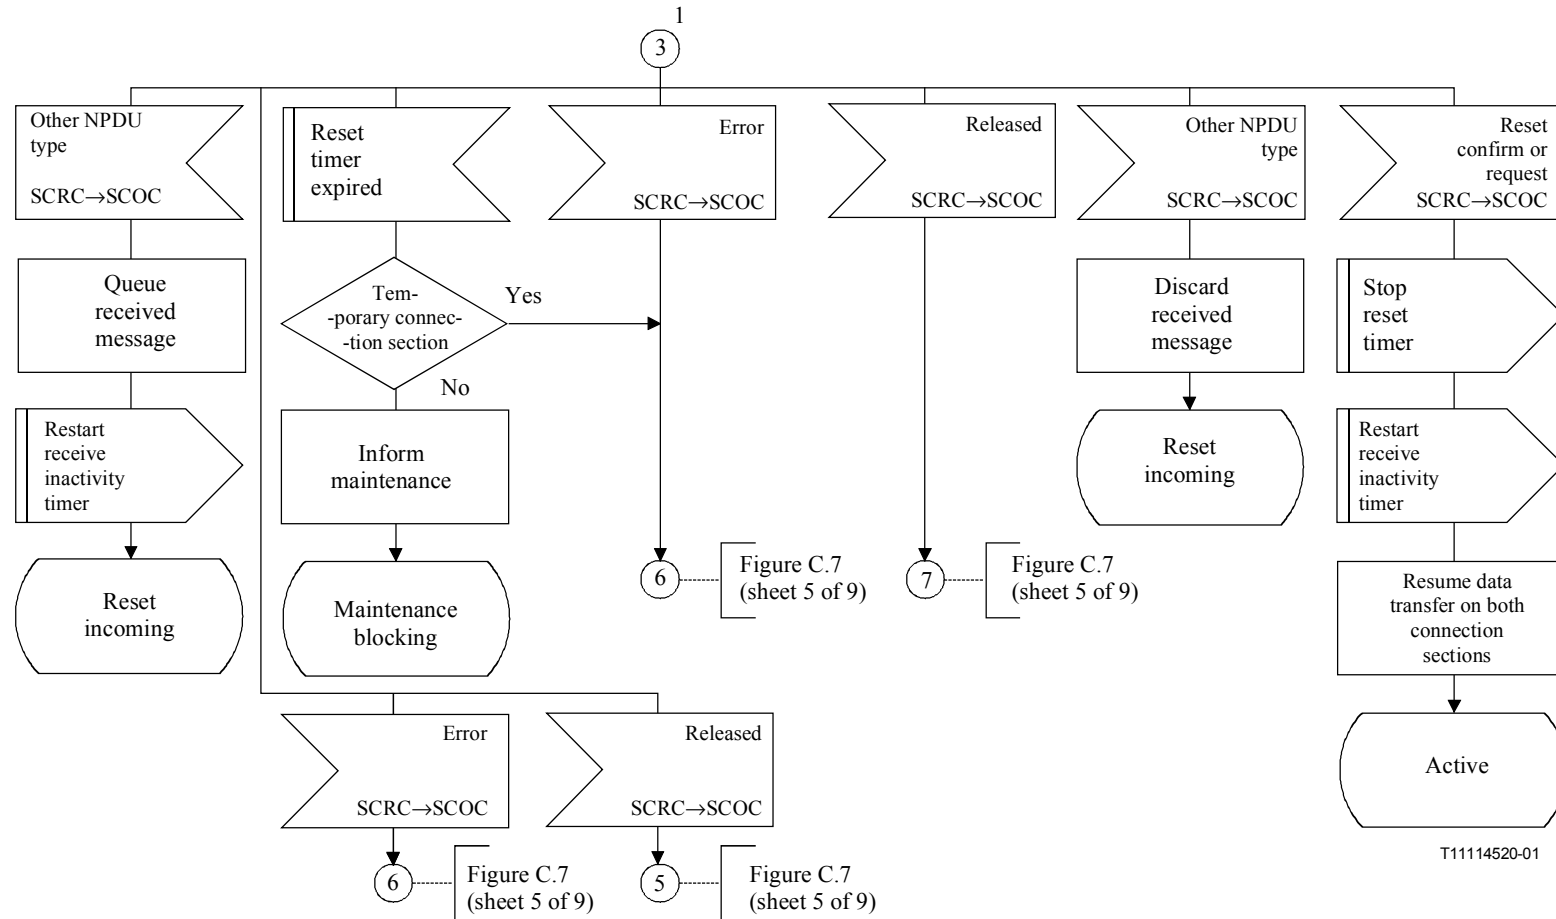 1
3
Other NPDU
type
SCRC→SCOC
Reset
timer
expired
Error
SCRC→SCOC
Released
SCRC→SCOC
Other NPDU
type
SCRC→SCOC
Reset
confirm or
request
SCRC→SCOC
Queue
received
message
Tem-
-porary connec-
-tion section
Yes
No
Discard
received
message
Stop
reset
timer
Restart
receive
inactivity
timer
Inform
maintenance
Reset
incoming
Restart
receive
inactivity
timer
Reset
incoming
Maintenance
blocking
6
Figure C.7
(sheet 5 of 9)
7
Figure C.7
(sheet 5 of 9)
Resume data
transfer on both
connection
sections
Error
SCRC→SCOC
Released
SCRC→SCOC
Active
6
Figure C.7
(sheet 5 of 9)
5
Figure C.7
(sheet 5 of 9)
T11114520-01